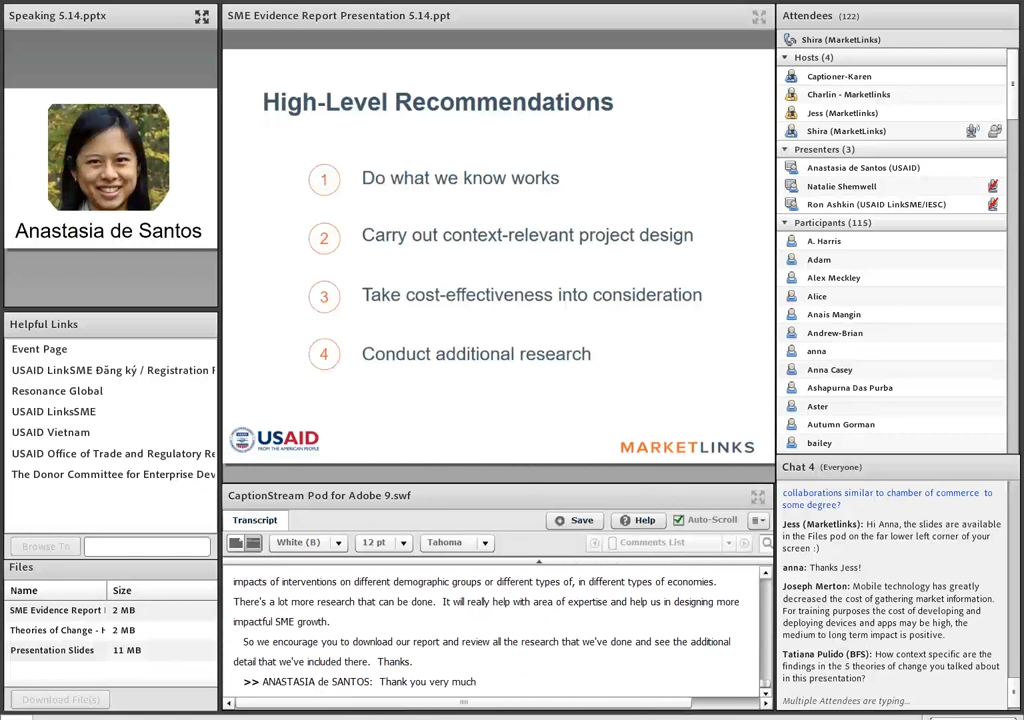 Speaking 5.14.pptx
Anastasia de Santos
Helpful Links
Event Page
USAID LinkSME Đăng ký / Registration F
Resonance Global
USAID LinksSME
USAID Vietnam
USAID Office of Trade and Regulatory Re
The Donor Committee for Enterprise Dev
Browse To
Files
Name Size
SME Evidence Report 2 MB
Theories of Change - H 2 MB
Presentation Slides 11 MB
Download File(s)
SME Evidence Report Presentation 5.14.ppt
High-Level Recommendations
1 Do what we know works
2 Carry out context-relevant project design
3 Take cost-effectiveness into consideration
4 Conduct additional research
USAID
FROM THE AMERICAN PEOPLE
MARKETLINKS
CaptionStream Pod for Adobe 9.swf
Transcript Save Help Auto-Scroll
White (B) 12 pt Tahoma Comments List
impacts of interventions on different demographic groups or different types of, in different types of economies.
There's a lot more research that can be done. It will really help with area of expertise and help us in designing more
impactful SME growth.
So we encourage you to download our report and review all the research that we've done and see the additional
detail that we've included there. Thanks.
>> ANASTASIA de SANTOS: Thank you very much
Attendees (122)
Shira (MarketLinks)
Hosts (4)
Captioner-Karen
Charlin - Marketlinks
Jess (Marketlinks)
Shira (MarketLinks)
Presenters (3)
Anastasia de Santos (USAID)
Natalie Shemwell
Ron Ashkin (USAID LinkSME/IESC)
Participants (115)
A. Harris
Adam
Alex Meckley
Alice
Anais Mangin
Andrew-Brian
anna
Anna Casey
Ashapurna Das Purba
Aster
Autumn Gorman
bailey
Chat 4 (Everyone)
collaborations similar to chamber of commerce to
some degree?
Jess (Marketlinks): Hi Anna, the slides are available
in the Files pod on the far lower left corner of your
screen :)
anna: Thanks Jess!
Joseph Merton: Mobile technology has greatly
decreased the cost of gathering market information.
For training purposes the cost of developing and
deploying devices and apps may be high, the
medium to long term impact is positive.
Tatiana Pulido (BFS): How context specific are the
findings in the 5 theories of change you talked about
in this presentation?
Multiple Attendees are typing...